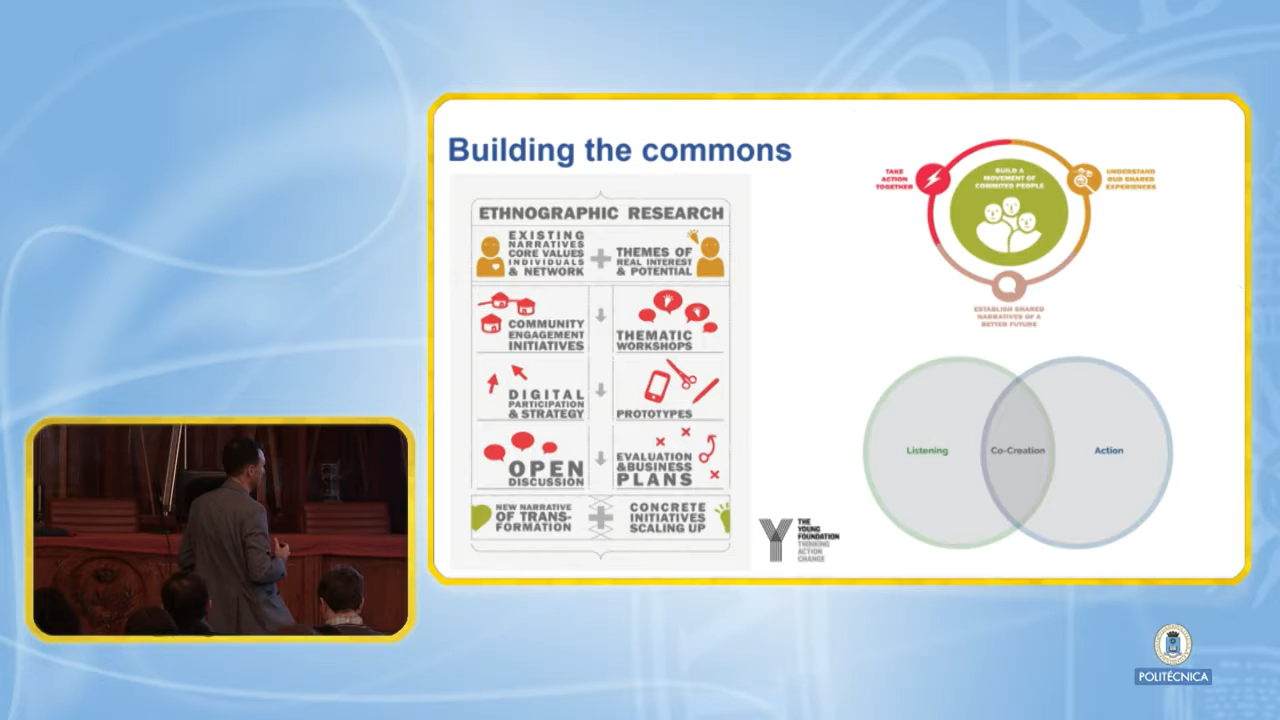 Building the commons
ETHNOGRAPHIC RESEARCH
EXISTING
NARRATIVES
CORE VALUES
INDIVIDUALS
& NETWORK
THEMES OF
REAL INTEREST
& POTENTIAL
COMMUNITY
ENGAGEMENT
INITIATIVES
THEMATIC
WORKSHOPS
DIGITAL
PARTICIPATION
& STRATEGY
PROTOTYPES
OPEN
DISCUSSION
EVALUATION
&BUSINESS
PLANS
NEW NARRATIVE
OF TRANS-
FORMATION
CONCRETE
INITIATIVES
SCALING UP
THE
YOUNG
FOUNDATION
THINKING
ACTION
CHANGE
TAKE
ACTION
TOGETHER
BUILD A
MOVEMENT OF
COMMITED PEOPLE
UNDERSTAND
OUR SHARED
EXPERIENCES
ESTABLISH SHARED
NARRATIVES OF A
BETTER FUTURE
Listening
Co-Creation
Action
POLITÉCNICA